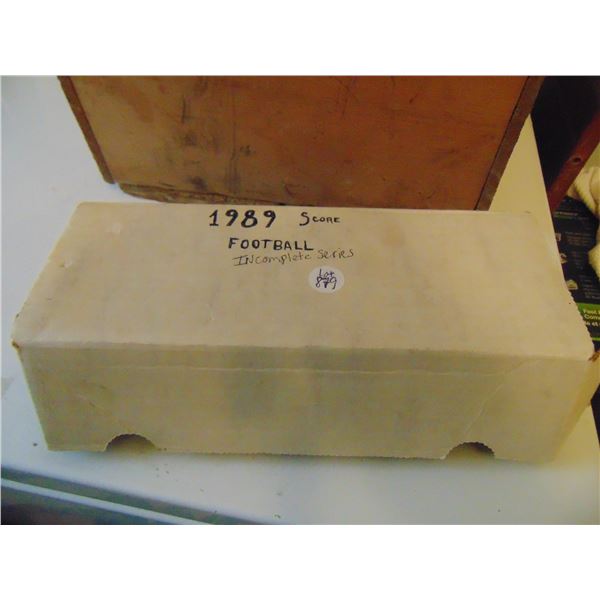 1989 Score
FOOTBALL
INcomplete Series
Lot
879